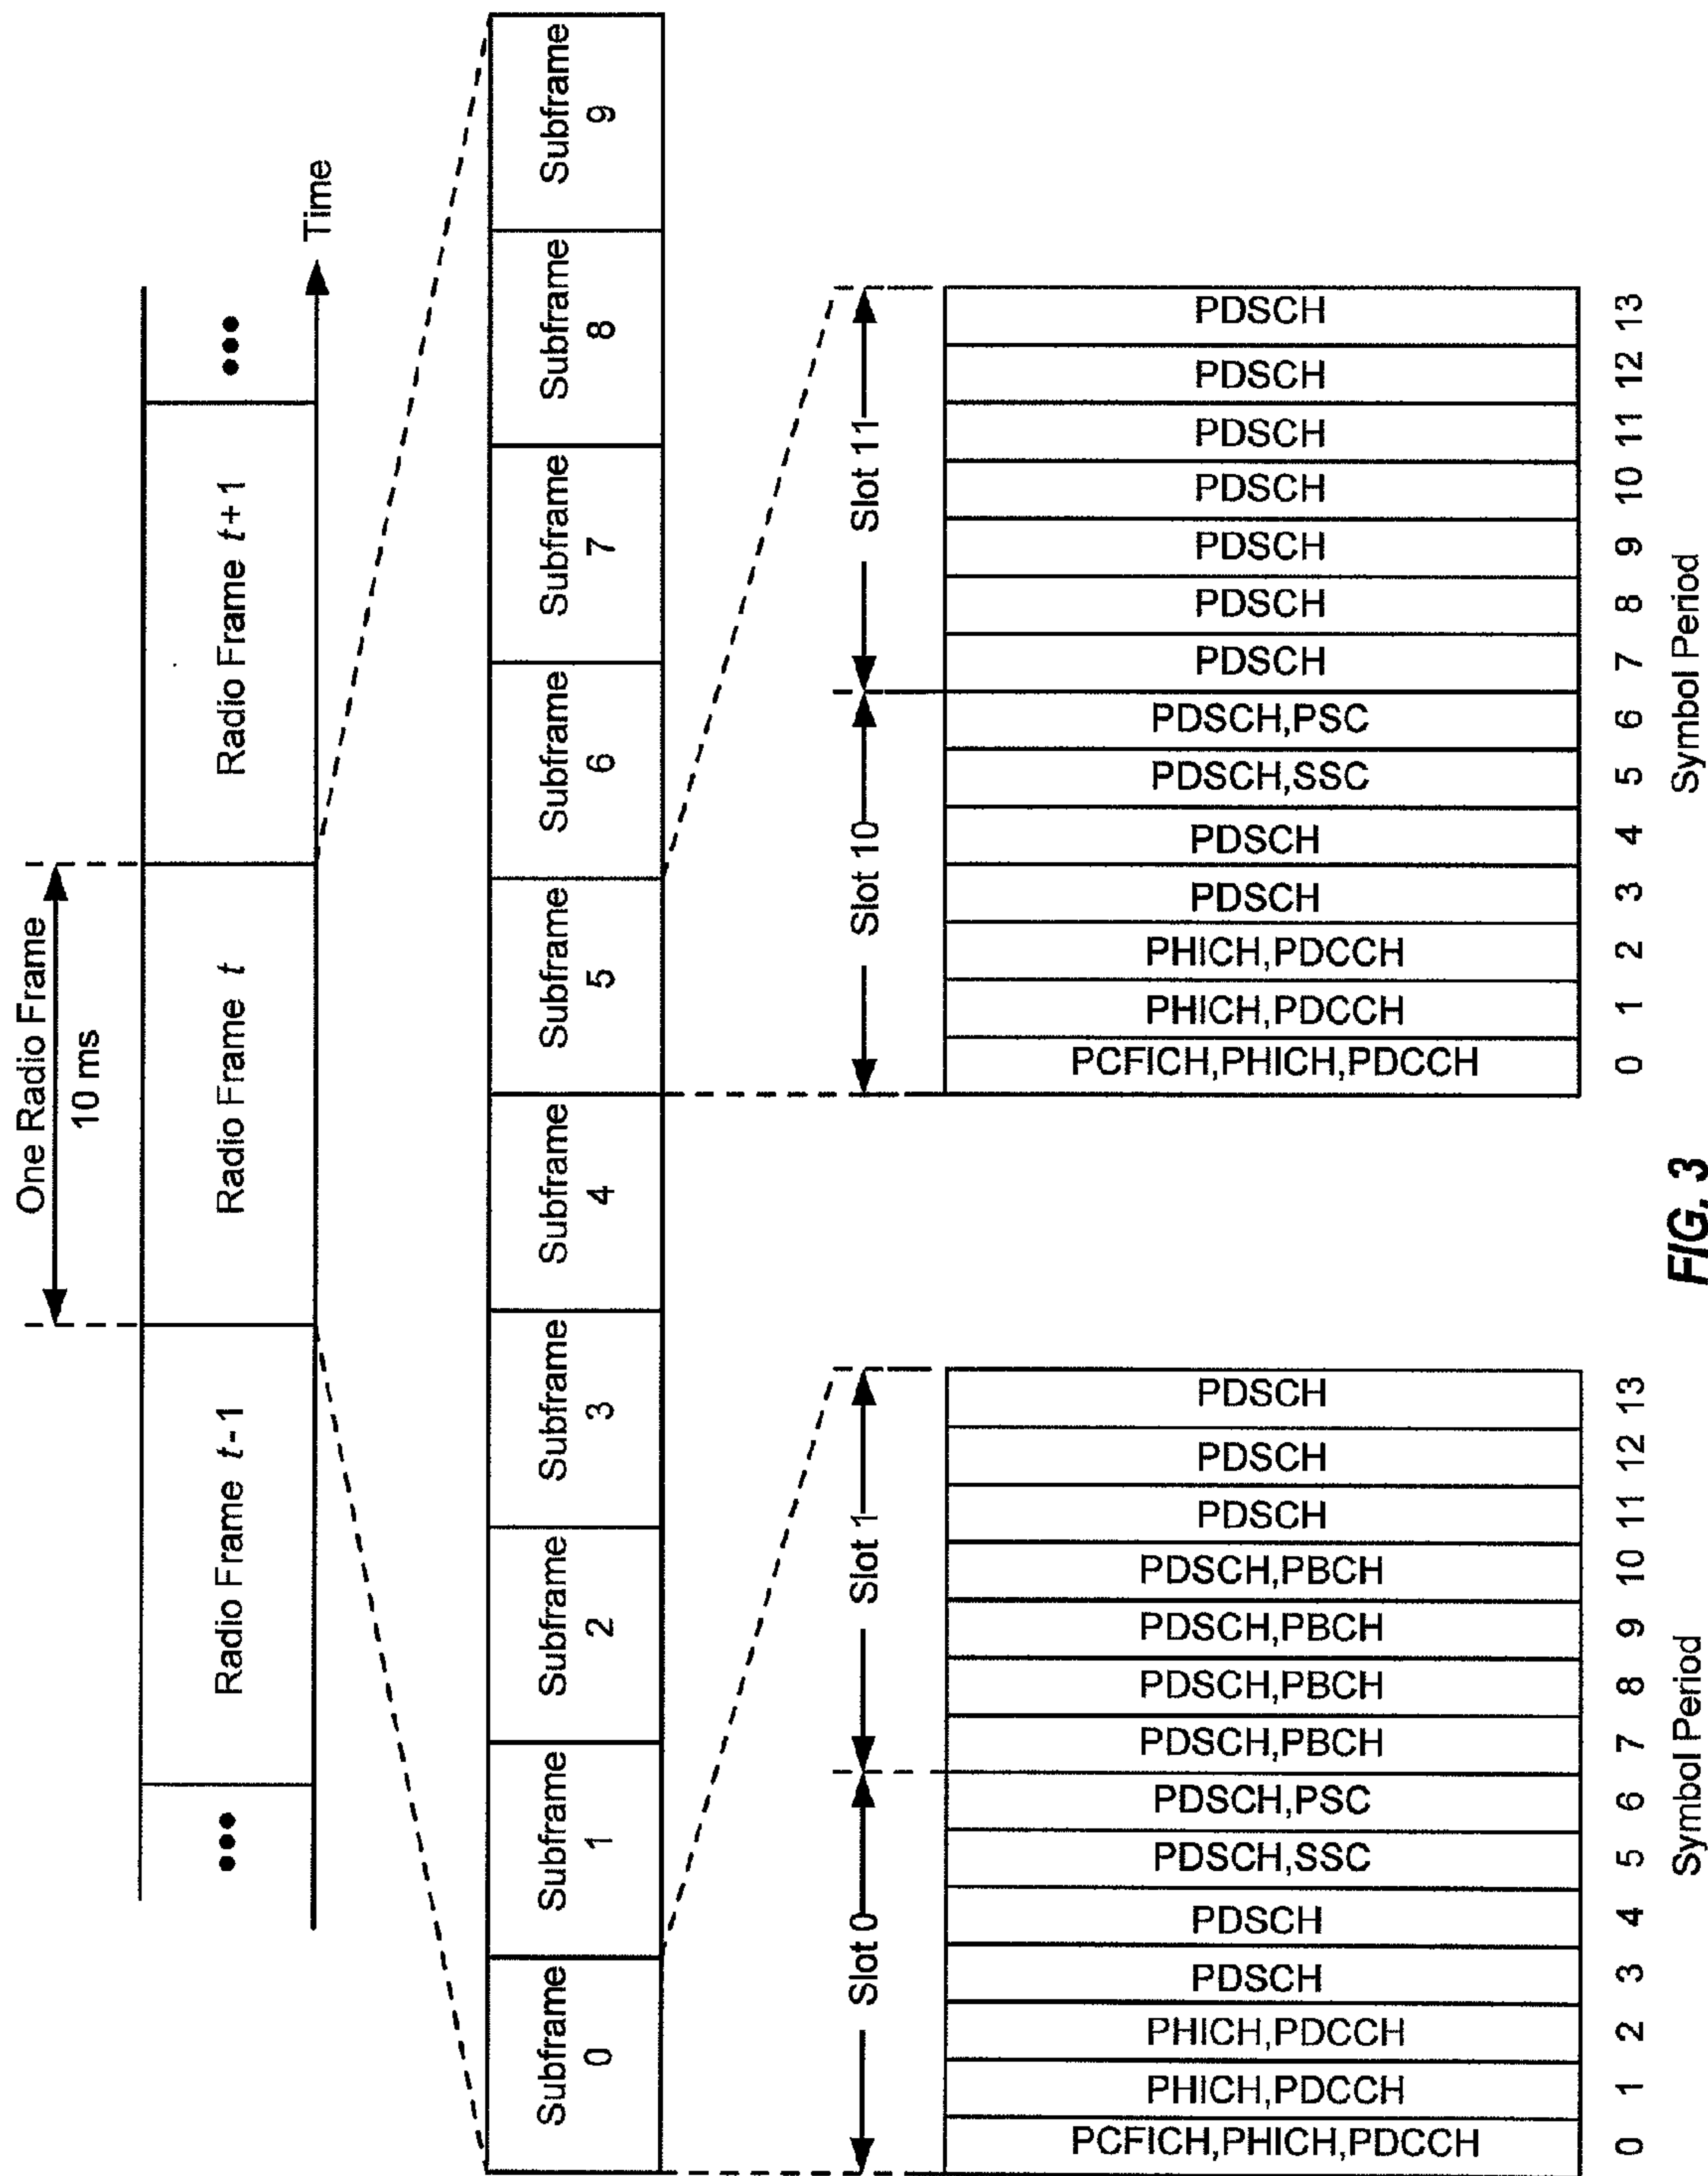 One Radio Frame
10 ms
●●●
Radio Frame t - 1
Radio Frame t
Radio Frame t + 1
●●●
Time
Subframe
0
Subframe
1
Subframe
2
Subframe
3
Subframe
4
Subframe
5
Subframe
6
Subframe
7
Subframe
8
Subframe
9
Slot 0
Slot 1
PCFICH,PHICH,PDCCH
PHICH,PDCCH
PHICH,PDCCH
PDSCH
PDSCH
PDSCH,SSC
PDSCH,PSC
PDSCH,PBCH
PDSCH,PBCH
PDSCH,PBCH
PDSCH,PBCH
PDSCH
PDSCH
PDSCH
0 1 2 3 4 5 6 7 8 9 10 11 12 13
Symbol Period
Slot 10
Slot 11
PCFICH,PHICH,PDCCH
PHICH,PDCCH
PHICH,PDCCH
PDSCH
PDSCH
PDSCH,SSC
PDSCH,PSC
PDSCH
PDSCH
PDSCH
PDSCH
PDSCH
PDSCH
PDSCH
0 1 2 3 4 5 6 7 8 9 10 11 12 13
Symbol Period
FIG. 3